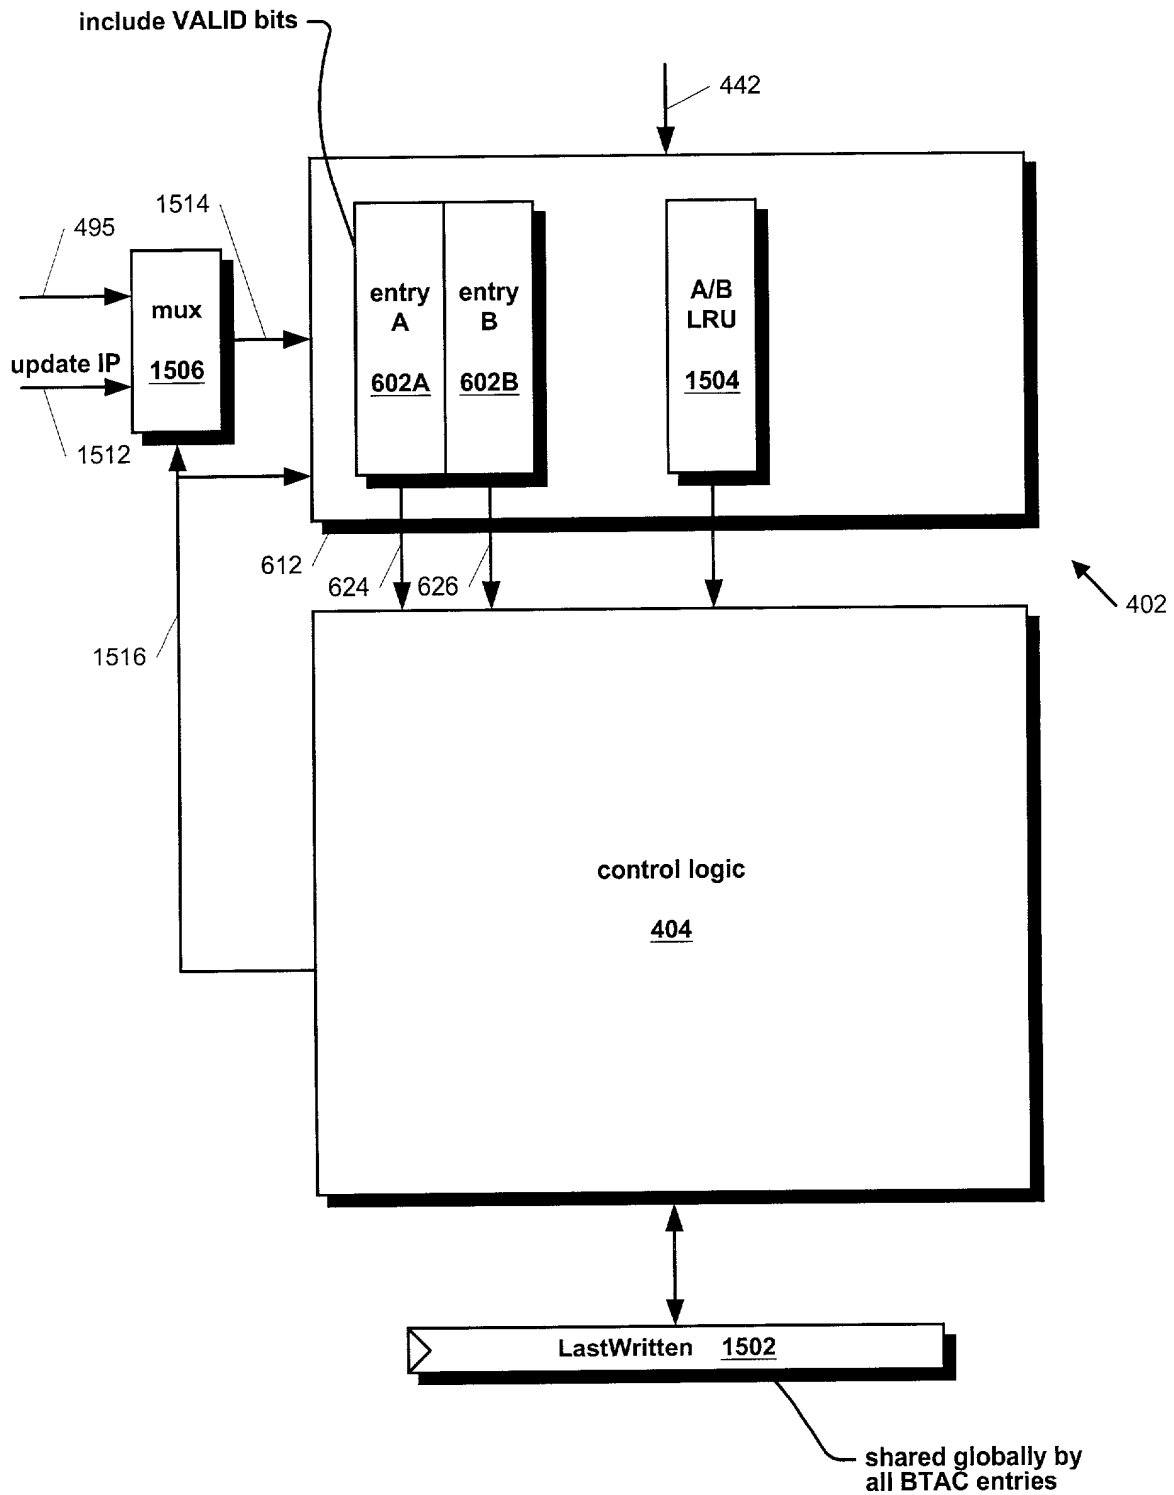 include VALID bits
442
1514
495
mux
1506
update IP
1512
entry
A
602A
entry
B
602B
A/B
LRU
1504
612
624
626
402
1516
control logic
404
LastWritten 1502
shared globally by
all BTAC entries